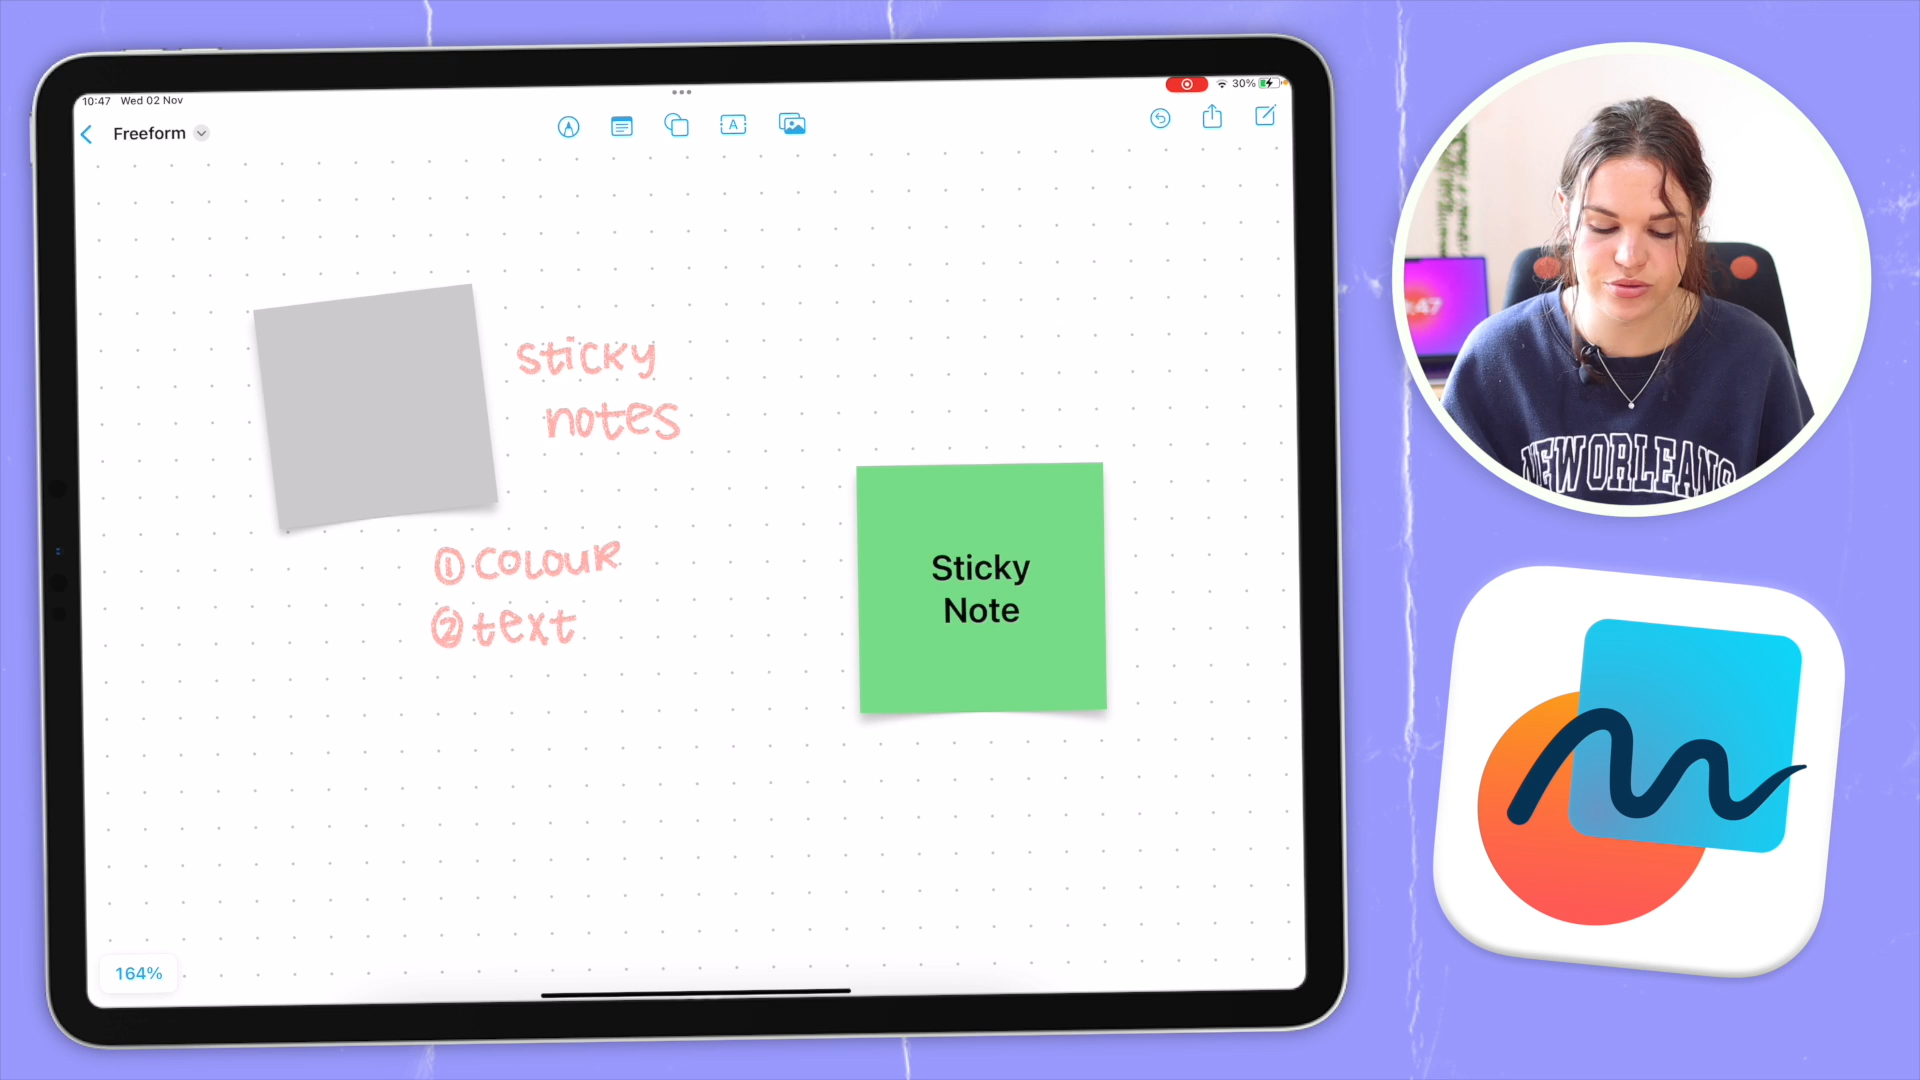 10:47 Wed 02 Nov
30%
Freeform
A
sticky
notes
① COLOUR
② text
Sticky
Note
164%
NEW ORLEANS